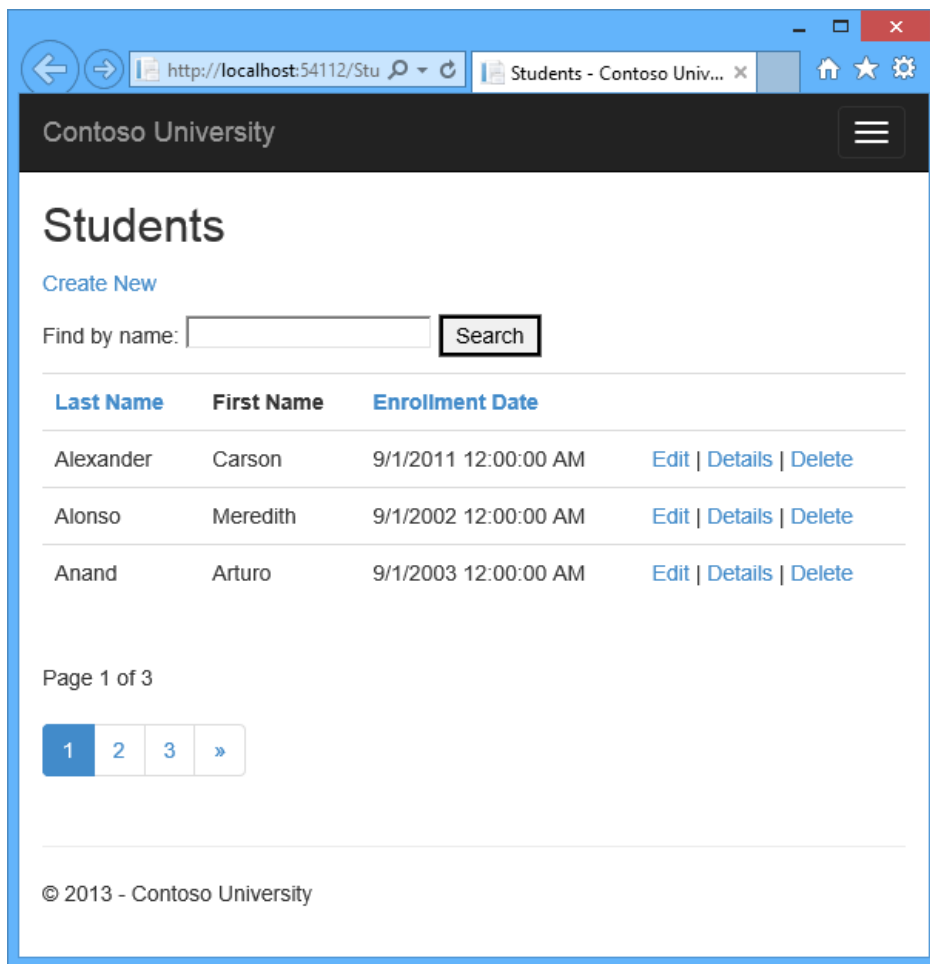 http://localhost:54112/Stu
Students - Contoso Univ...
Contoso University
Students
Create New
Find by name: Search
Last Name First Name Enrollment Date
Alexander Carson 9/1/2011 12:00:00 AM Edit | Details | Delete
Alonso Meredith 9/1/2002 12:00:00 AM Edit | Details | Delete
Anand Arturo 9/1/2003 12:00:00 AM Edit | Details | Delete
Page 1 of 3
1 2 3 »
© 2013 - Contoso University